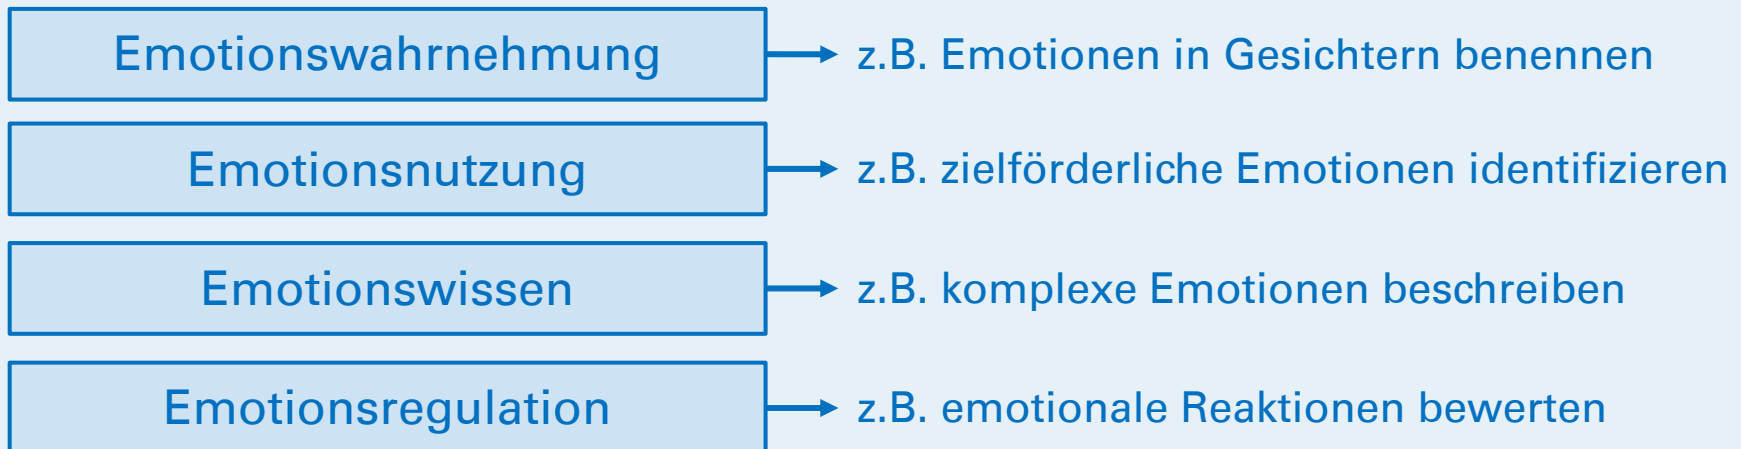 Emotionswahrnehmung z.B. Emotionen in Gesichtern benennen
Emotionsnutzung z.B. zielförderliche Emotionen identifizieren
Emotionswissen z.B. komplexe Emotionen beschreiben
Emotionsregulation z.B. emotionale Reaktionen bewerten